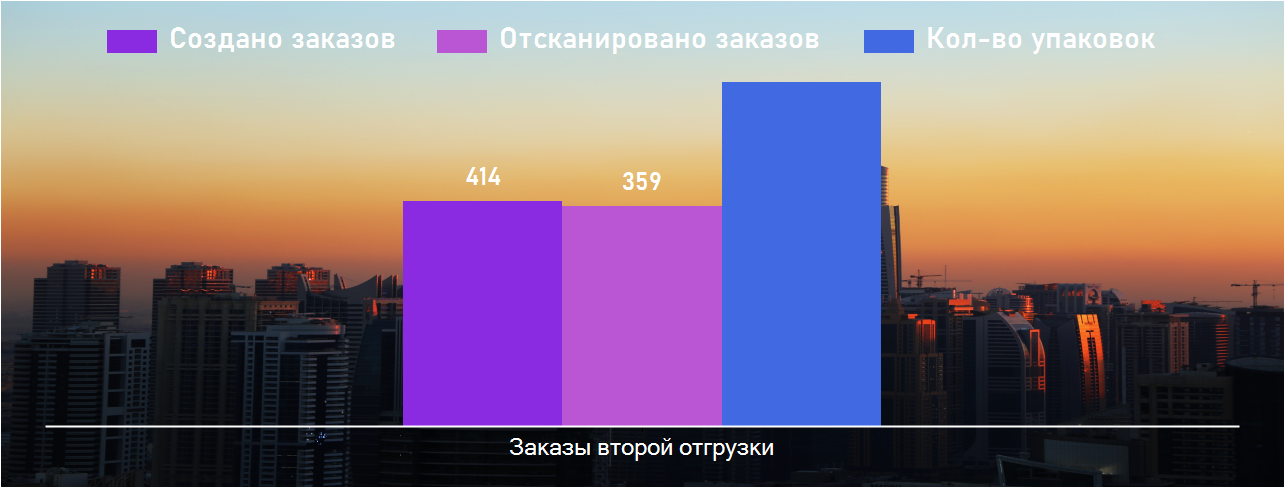 Создано заказов Отсканировано заказов Кол-во упаковок
414
359
Заказы второй отгрузки